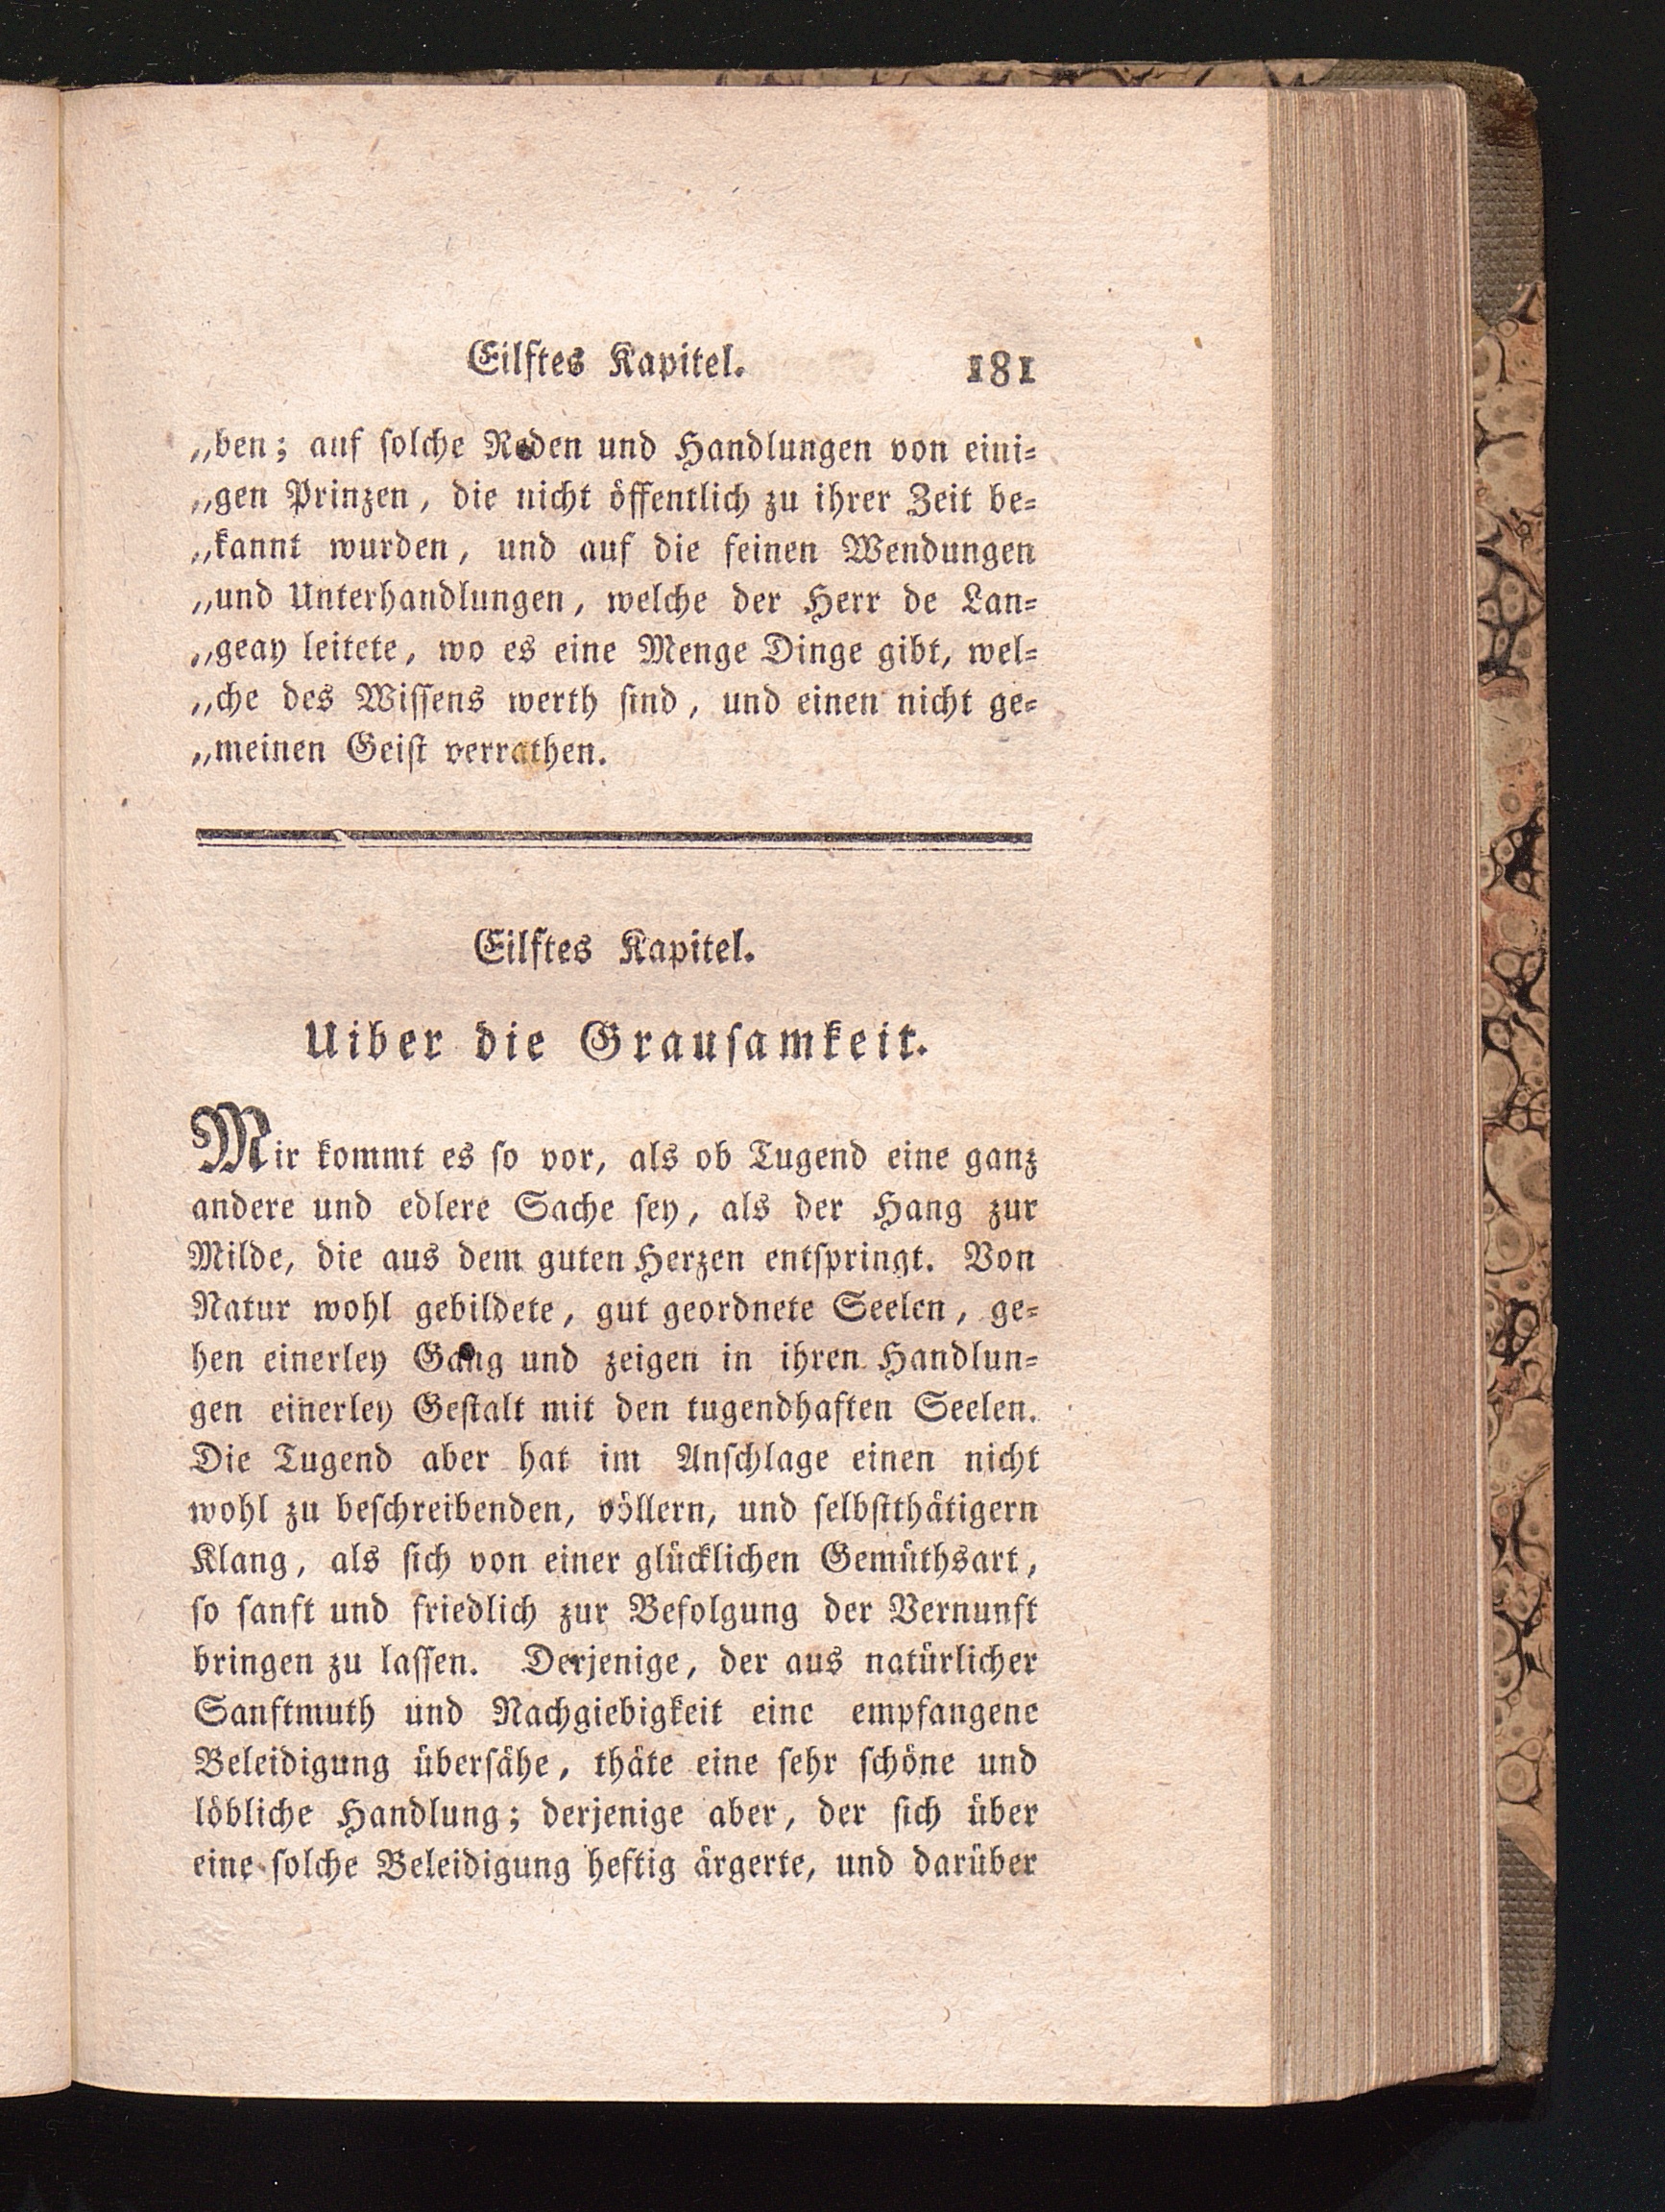 Eilftes Kapitel. 181
„ben; auf ſolche Reden und Handlungen von eini⸗
„gen Prinzen, die nicht öffentlich zu ihrer Zeit be⸗
„kannt wurden, und auf die feinen Wendungen
„und Unterhandlungen, welche der Herr de Lan⸗
„geay leitete, wo es eine Menge Dinge gibt, wel⸗
„che des Wiſſens werth ſind, und einen nicht ge⸗
„meinen Geiſt verrathen.
Eilftes Kapitel.
Uiber die Grauſamkeit.
Mir kommt es ſo vor, als ob Tugend eine ganz
andere und edlere Sache ſey, als der Hang zur
Milde, die aus dem guten Herzen entſpringt. Von
Natur wohl gebildete, gut geordnete Seelen, ge⸗
hen einerley Gang und zeigen in ihren Handlun⸗
gen einerley Geſtalt mit den tugendhaften Seelen.
Die Tugend aber hat im Anſchlage einen nicht
wohl zu beſchreibenden, völlern, und ſelbſtthätigern
Klang, als ſich von einer glücklichen Gemüthsart,
ſo ſanft und friedlich zur Befolgung der Vernunft
bringen zu laſſen. Derjenige, der aus natürlicher
Sanftmuth und Nachgiebigkeit eine empfangene
Beleidigung überſähe, thäte eine ſehr ſchöne und
löbliche Handlung; derjenige aber, der ſich über
eine ſolche Beleidigung heftig ärgerte, und darüber